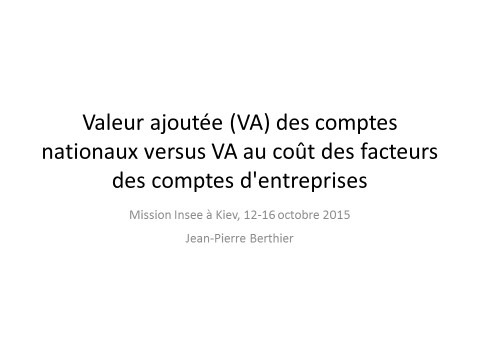 Valeur ajoutée (VA) des comptes
nationaux versus VA au coût des facteurs
des comptes d'entreprises
Mission Insee à Kiev, 12-16 octobre 2015
Jean-Pierre Berthier